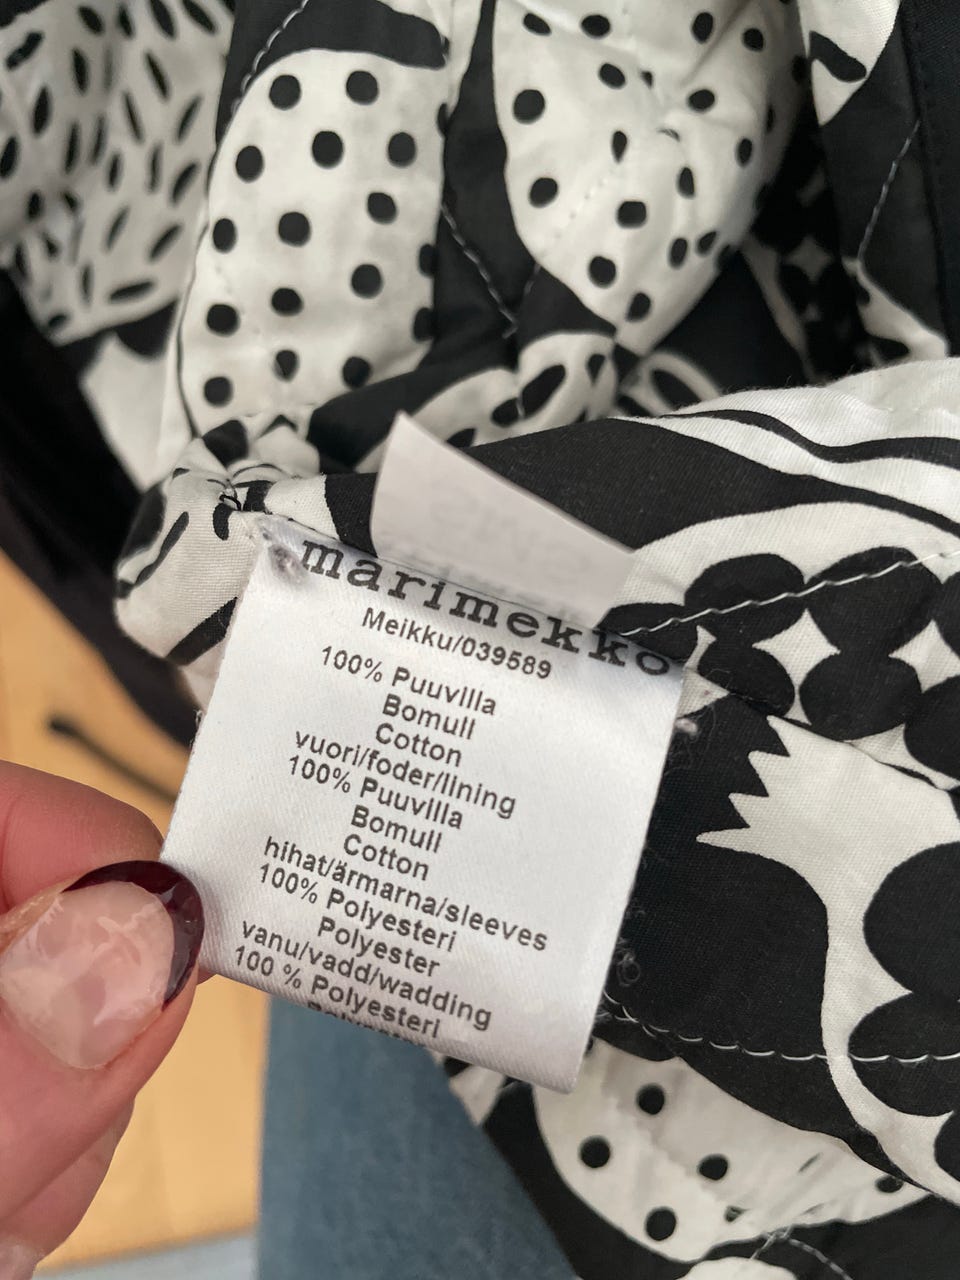 marimekko
Meikku/039589
100% Puuvilla
Bomull
Cotton
vuori/foder/lining
100% Puuvilla
Bomull
Cotton
hihat/ärmarna/sleeves
100% Polyesteri
Polyester
vanu/vadd/wadding
100 % Polyesteri